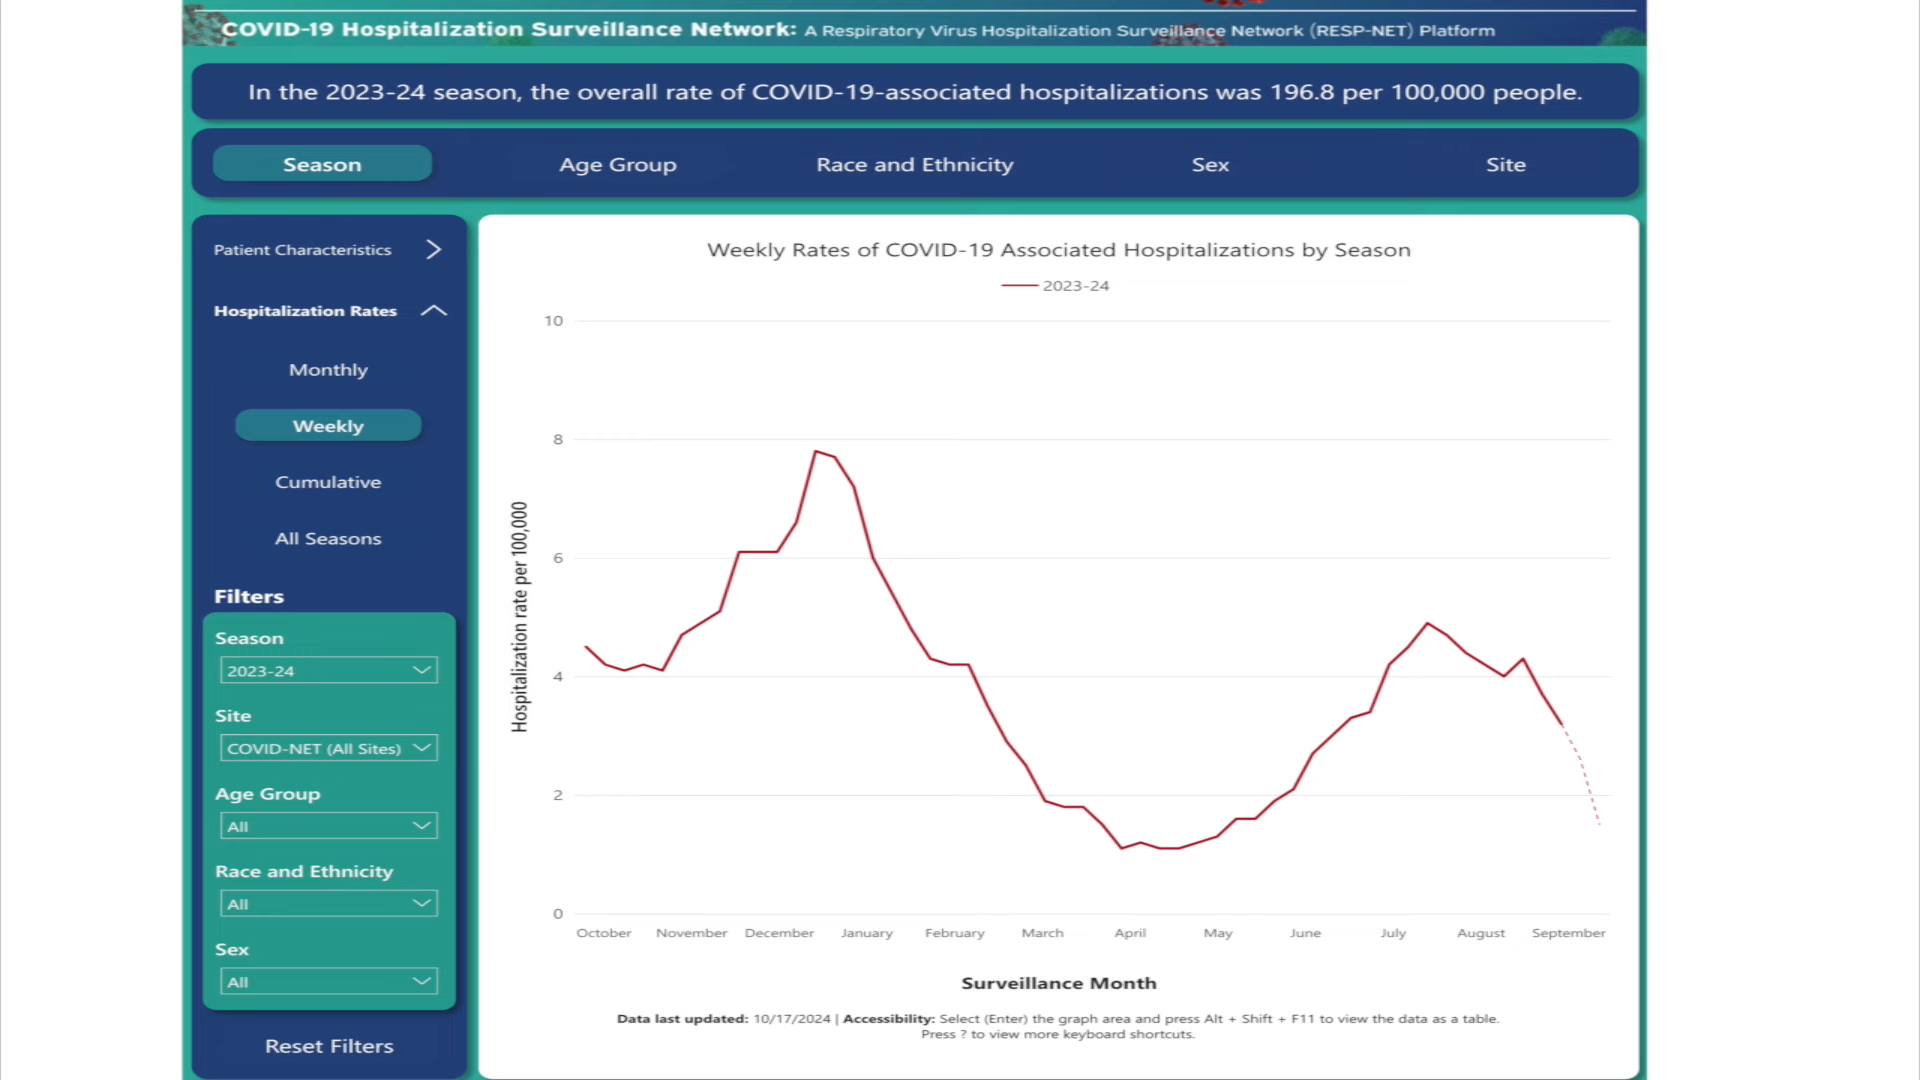 COVID-19 Hospitalization Surveillance Network: A Respiratory Virus Hospitalization Surveillance Network (RESP-NET) Platform
In the 2023-24 season, the overall rate of COVID-19-associated hospitalizations was 196.8 per 100,000 people.
Season Age Group Race and Ethnicity Sex Site
Patient Characteristics
Hospitalization Rates
Monthly
Weekly
Cumulative
All Seasons
Filters
Season
2023-24
Site
COVID-NET (All Sites)
Age Group
All
Race and Ethnicity
All
Sex
All
Reset Filters
Weekly Rates of COVID-19 Associated Hospitalizations by Season
2023-24
Hospitalization rate per 100,000
10
8
6
4
2
0
October November December January February March April May June July August September
Surveillance Month
Data last updated: 10/17/2024 | Accessibility: Select (Enter) the graph area and press Alt + Shift + F11 to view the data as a table.
Press ? to view more keyboard shortcuts.